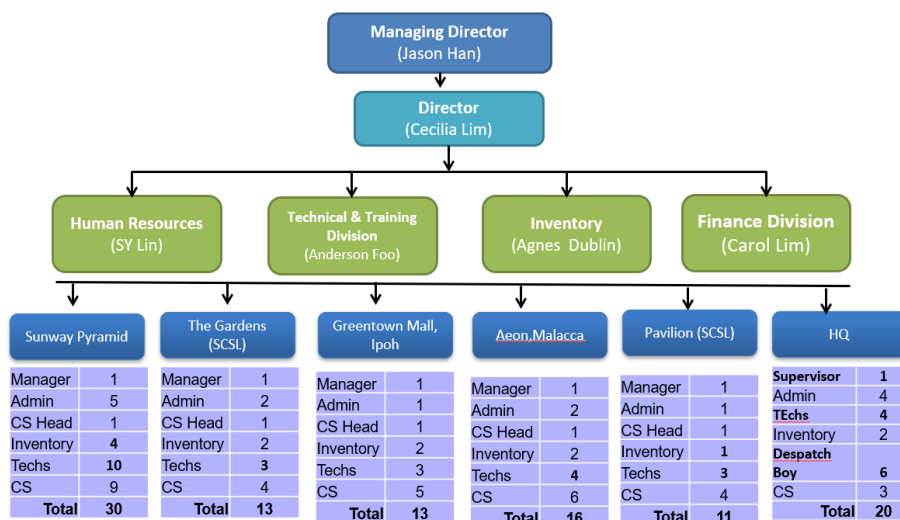 Managing Director
(Jason Han)
Director
(Cecilia Lim)
Human Resources
(SY Lin)
Technical & Training
Division
(Anderson Foo)
Inventory
(Agnes Dublin)
Finance Division
(Carol Lim)
Sunway Pyramid
Manager 1
Admin 5
CS Head 1
Inventory 4
Techs 10
CS 9
Total 30
The Gardens
(SCSL)
Manager 1
Admin 2
CS Head 1
Inventory 2
Techs 3
CS 4
Total 13
Greentown Mall,
Ipoh
Manager 1
Admin 1
CS Head 1
Inventory 2
Techs 3
CS 5
Total 13
Aeon,Malacca
Manager 1
Admin 2
CS Head 1
Inventory 2
Techs 4
CS 6
Total 16
Pavilion (SCSL)
Manager 1
Admin 1
CS Head 1
Inventory 1
Techs 3
CS 4
Total 11
HQ
Supervisor 1
Admin 4
TEchs 4
Inventory 2
Despatch
Boy 6
CS 3
Total 20